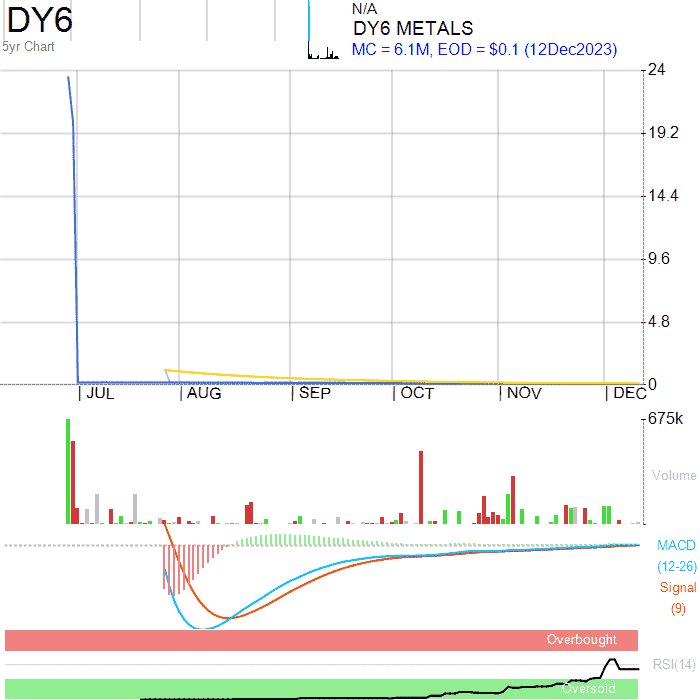 DY6
5yr Chart
N/A
DY6 METALS
MC = 6.1M, EOD = $0.1 (12Dec2023)
24
19.2
14.4
9.6
4.8
0
JUL AUG SEP OCT NOV DEC
675k
Volume
MACD
(12-26)
Signal
(9)
Overbought
RSI(14)
Oversold